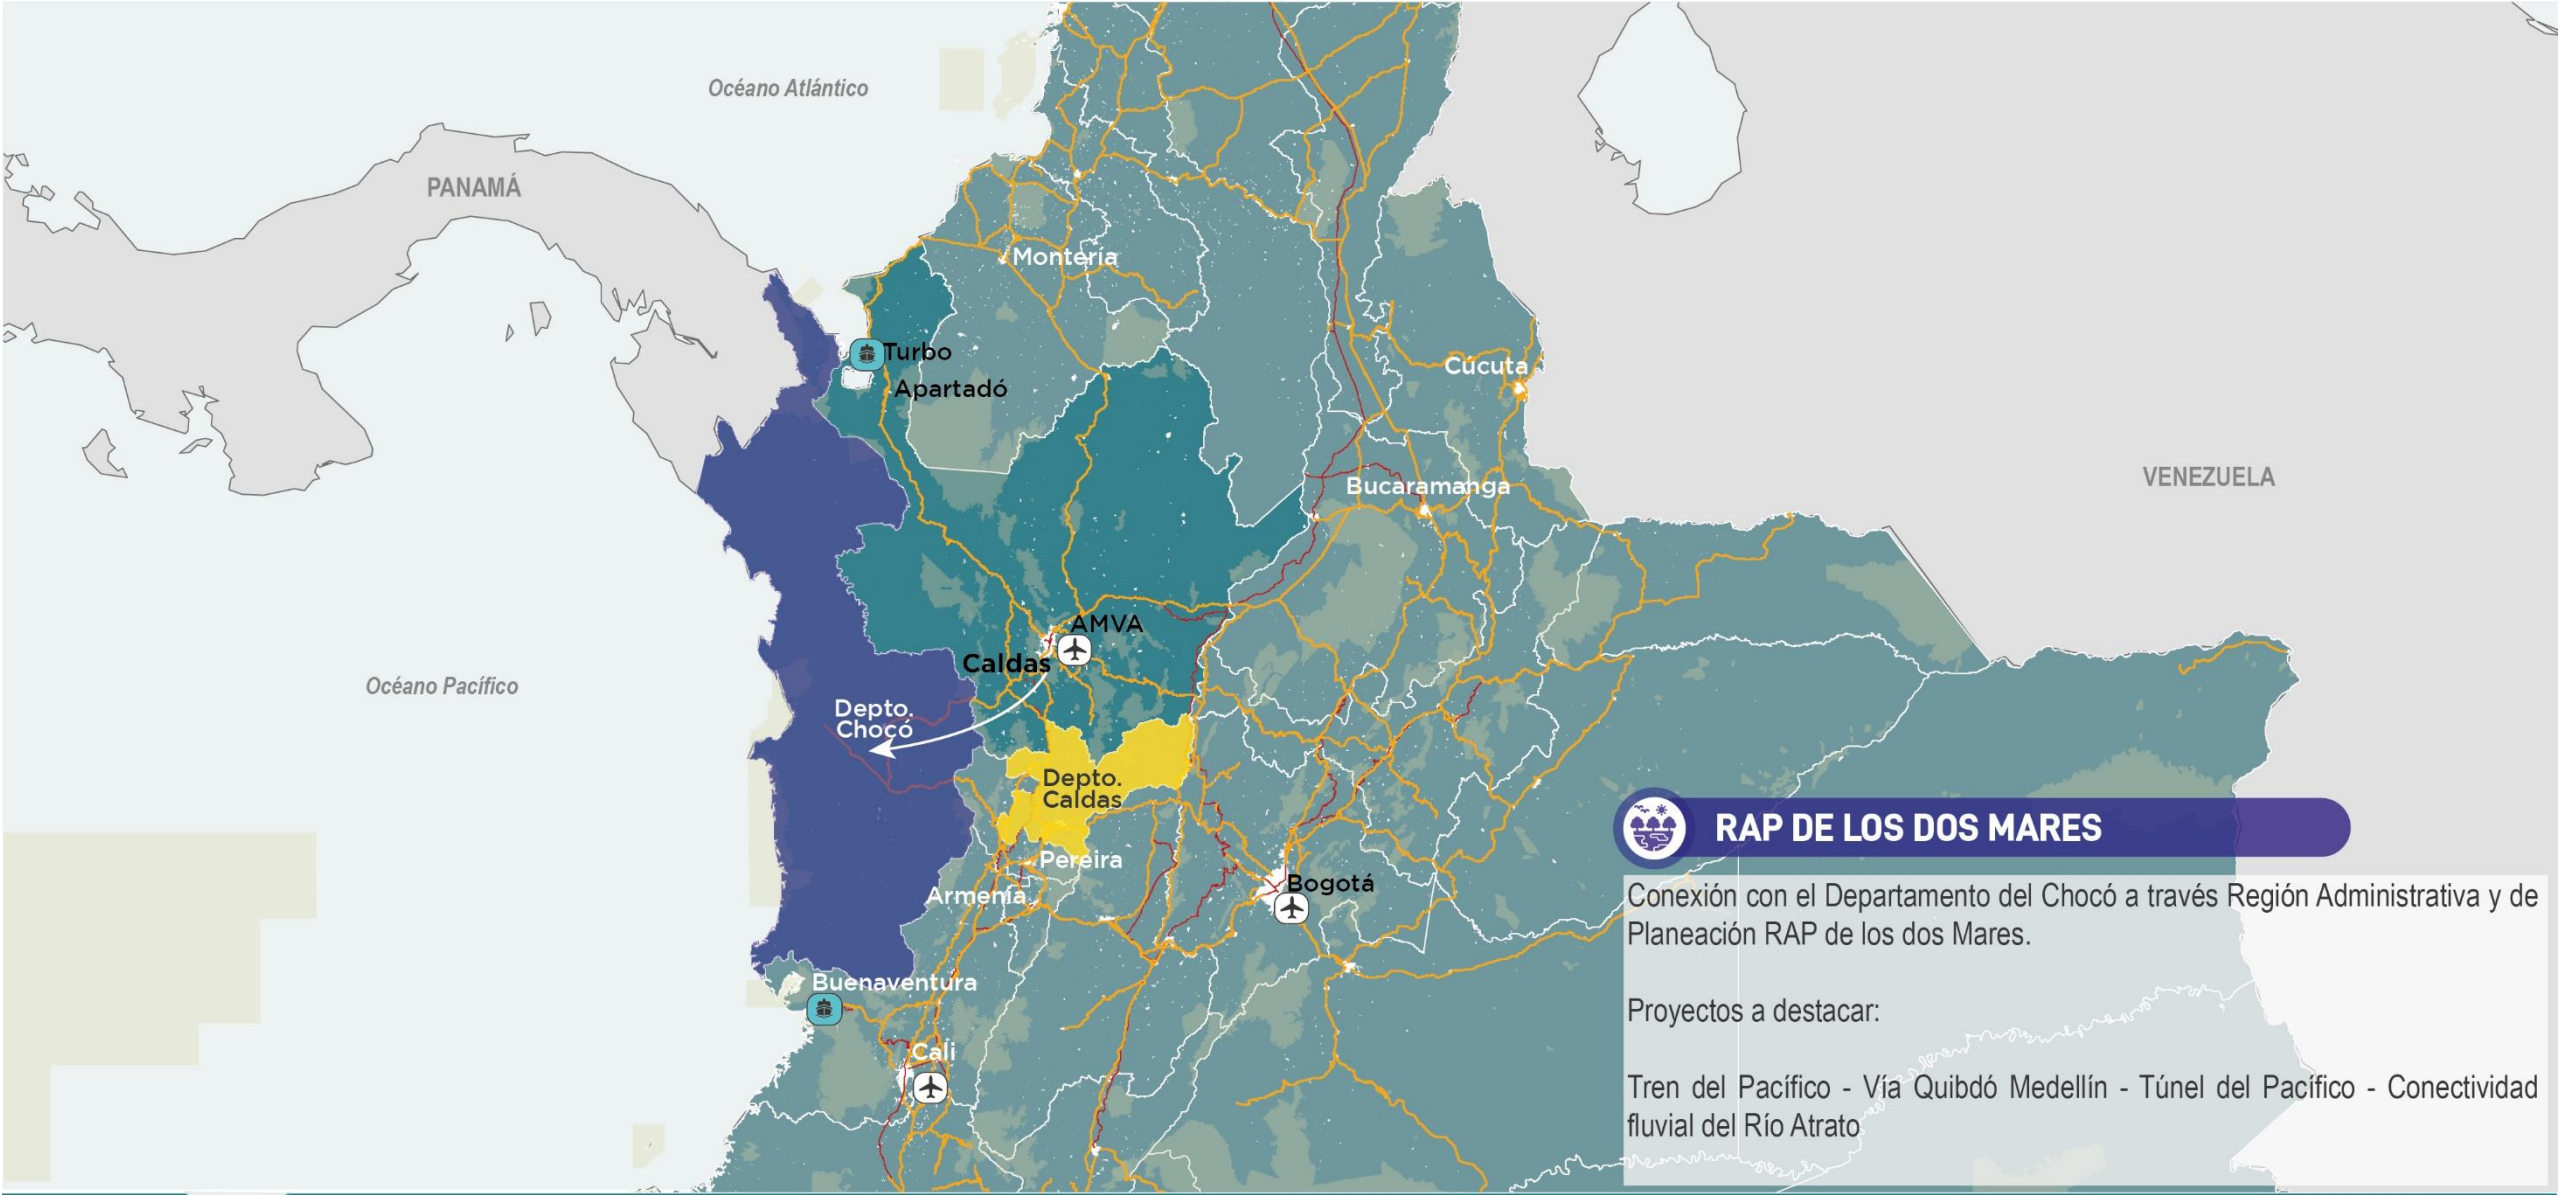 Océano Atlántico
PANAMÁ
Montería
Turbo
Apartadó
Cúcuta
Bucaramanga
VENEZUELA
AMVA
Caldas
Océano Pacífico
Depto.
Chocó
Depto.
Caldas
Pereira
Armenia
Bogotá
Buenaventura
Cali
RAP DE LOS DOS MARES
Conexión con el Departamento del Chocó a través Región Administrativa y de
Planeación RAP de los dos Mares.
Proyectos a destacar:
Tren del Pacífico - Vía Quibdó Medellín - Túnel del Pacífico - Conectividad
fluvial del Río Atrato